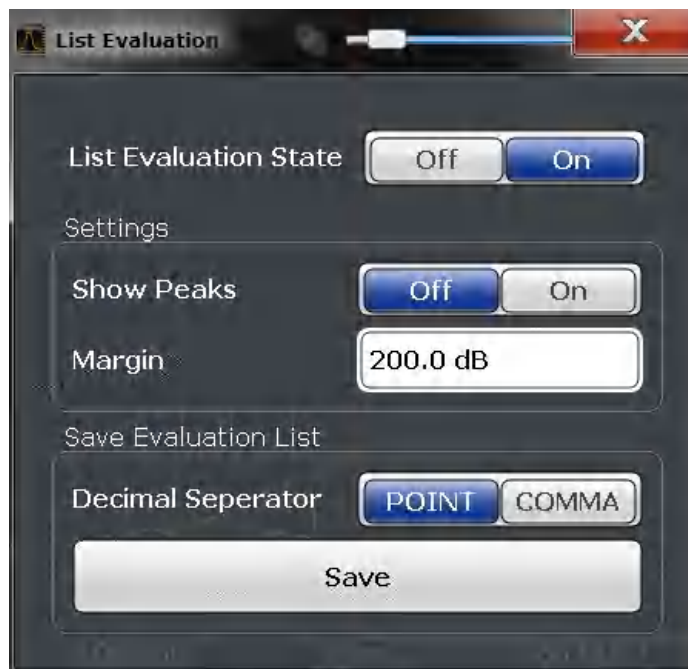 List Evaluation
List Evaluation State Off On
Settings
Show Peaks Off On
Margin 200.0 dB
Save Evaluation List
Decimal Seperator POINT COMMA
Save